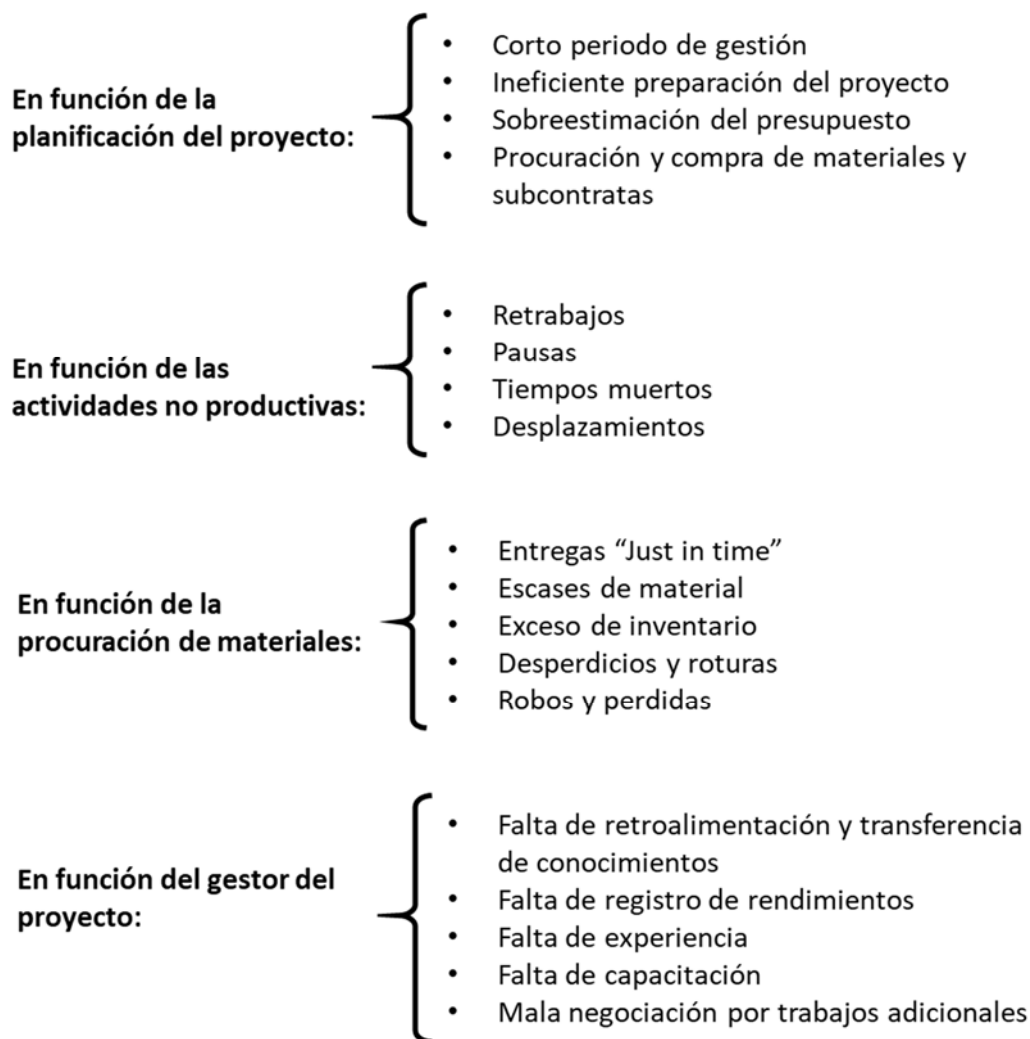 En función de la
planificación del proyecto:
• Corto periodo de gestión
• Ineficiente preparación del proyecto
• Sobreestimación del presupuesto
• Procuración y compra de materiales y
subcontratas
En función de las
actividades no productivas:
• Retrabajos
• Pausas
• Tiempos muertos
• Desplazamientos
En función de la
procuración de materiales:
• Entregas “Just in time”
• Escases de material
• Exceso de inventario
• Desperdicios y roturas
• Robos y perdidas
En función del gestor del
proyecto:
• Falta de retroalimentación y transferencia
de conocimientos
• Falta de registro de rendimientos
• Falta de experiencia
• Falta de capacitación
• Mala negociación por trabajos adicionales